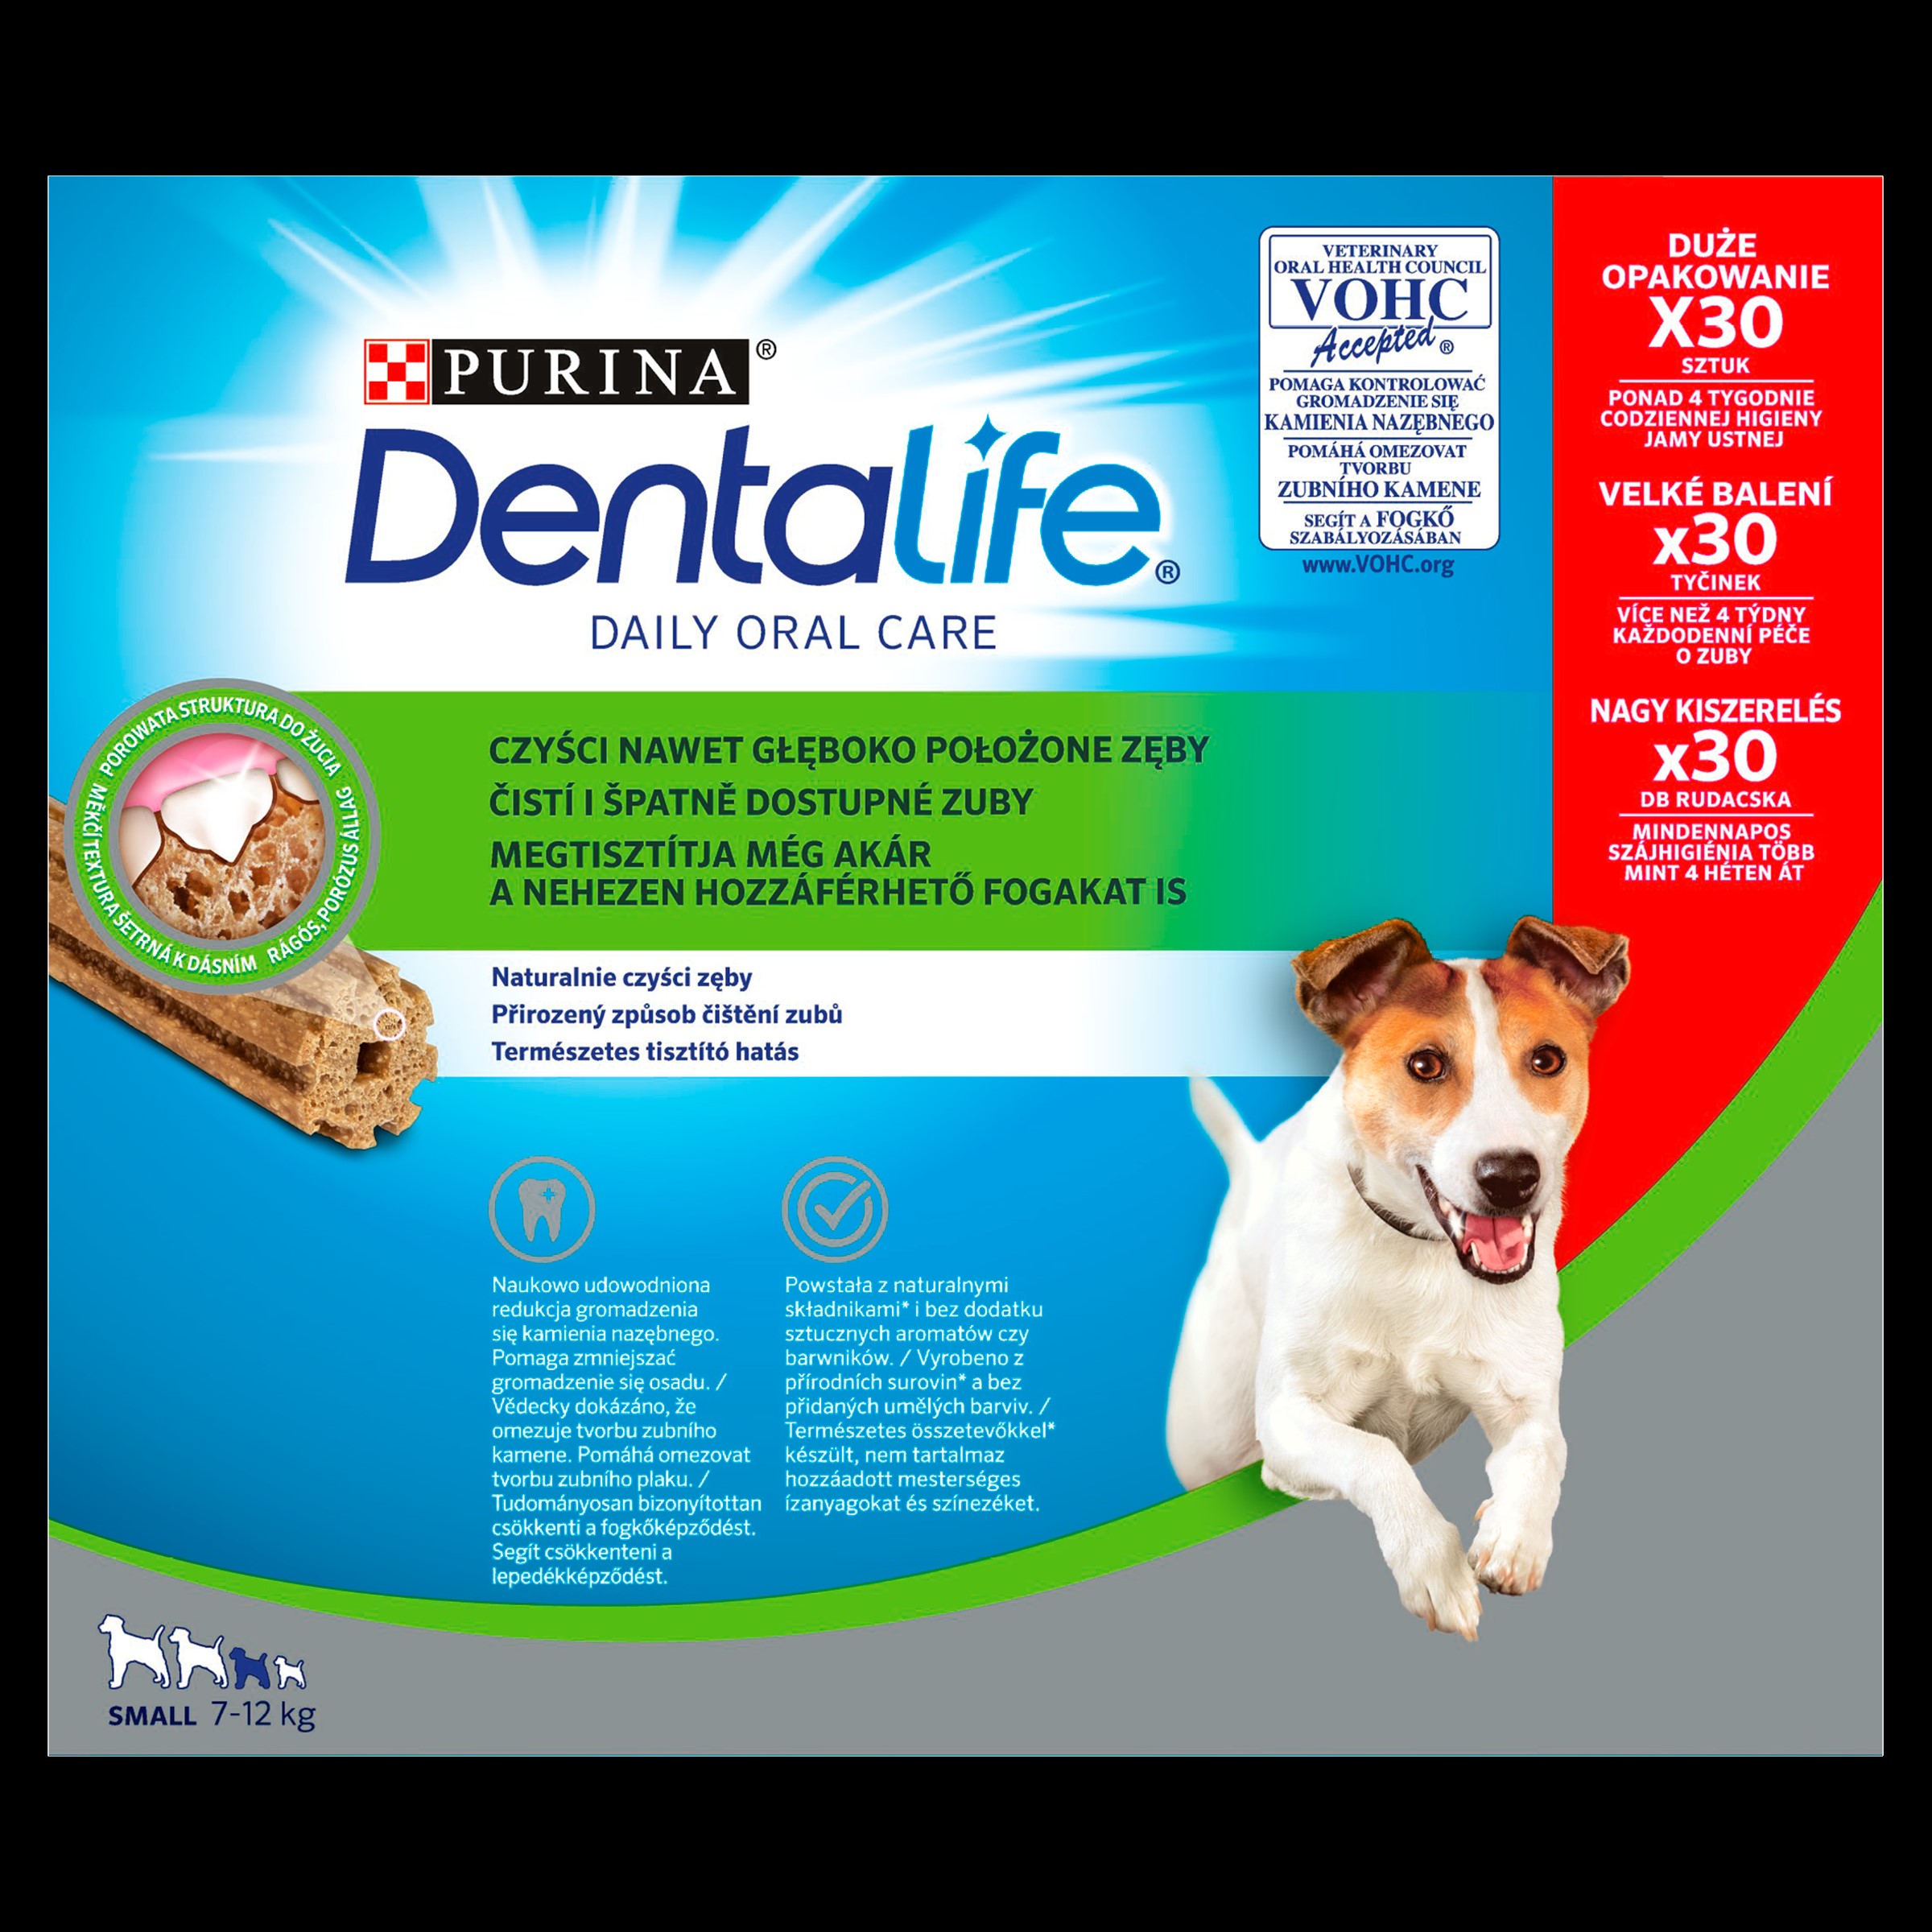 PURINA®
Dentalife®
DAILY ORAL CARE
VETERINARY
ORAL HEALTH COUNCIL
VOHC
Accepted®
POMAGA KONTROLOWAĆ
GROMADZENIE SIĘ
KAMIENIA NAZĘBNEGO
POMÁHÁ OMEZOVAT
TVORBU
ZUBNÍHO KAMENE
SEGÍT A FOGKŐ
SZABÁLYOZÁSÁBAN
www.VOHC.org
DUŻE
OPAKOWANIE
X30
SZTUK
PONAD 4 TYGODNIE
CODZIENNEJ HIGIENY
JAMY USTNEJ
VELKÉ BALENÍ
x30
TYČINEK
VÍCE NEŽ 4 TÝDNY
KAŽDODENNÍ PÉČE
O ZUBY
NAGY KISZERELÉS
x30
DB RUDACSKA
MINDENNAPOS
SZÁJHIGIÉNIA TÖBB
MINT 4 HÉTEN ÁT
POROWATA STRUKTURA DO ŻUCIA
MĚKČÍ TEXTURA ŠETRNÁ K DÁSNÍM
RÁGÓS, PORÓZUS ÁLLAG
CZYŚCI NAWET GŁĘBOKO POŁOŻONE ZĘBY
ČISTÍ I ŠPATNĚ DOSTUPNÉ ZUBY
MEGTISZTÍTJA MÉG AKÁR
A NEHEZEN HOZZÁFÉRHETŐ FOGAKAT IS
Naturalnie czyści zęby
Přirozený způsob čištění zubů
Természetes tisztító hatás
Naukowo udowodniona
redukcja gromadzenia
się kamienia nazębnego.
Pomaga zmniejszać
gromadzenie się osadu. /
Vědecky dokázáno, že
omezuje tvorbu zubního
kamene. Pomáhá omezovat
tvorbu zubního plaku. /
Tudományosan bizonyítottan
csökkenti a fogkőképződést.
Segít csökkenteni a
lepedékképződést.
Powstała z naturalnymi
składnikami* i bez dodatku
sztucznych aromatów czy
barwników. / Vyrobeno z
přírodních surovin* a bez
přidaných umělých barviv. /
Természetes összetevőkkel*
készült, nem tartalmaz
hozzáadott mesterséges
ízanyagokat és színezéket.
SMALL 7-12 kg